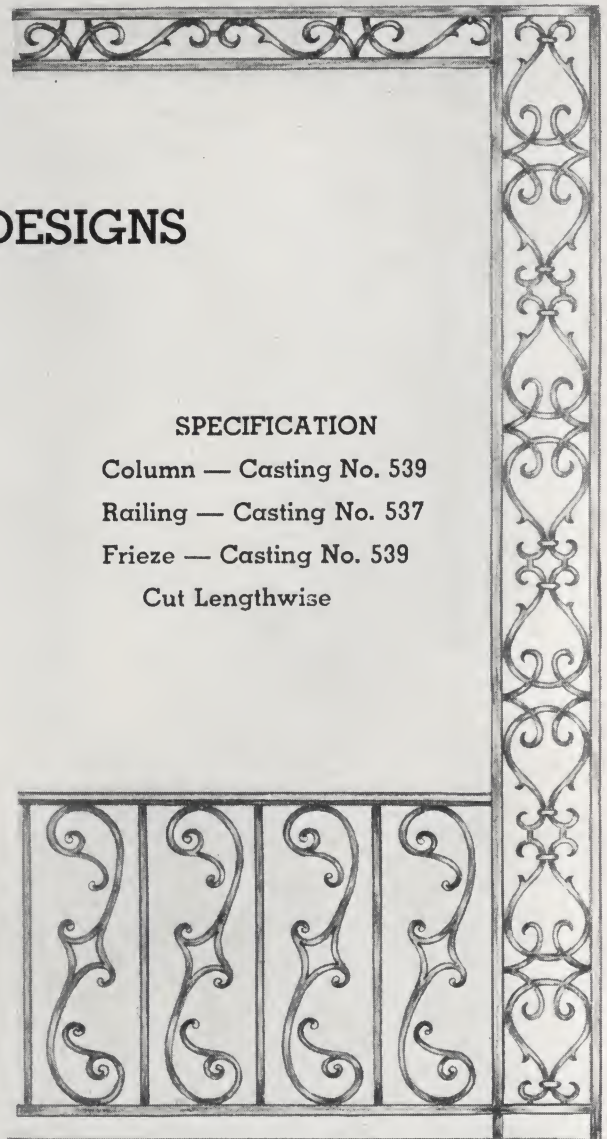 DESIGNS
SPECIFICATION
Column — Casting No. 539
Railing — Casting No. 537
Frieze — Casting No. 539
Cut Lengthwise